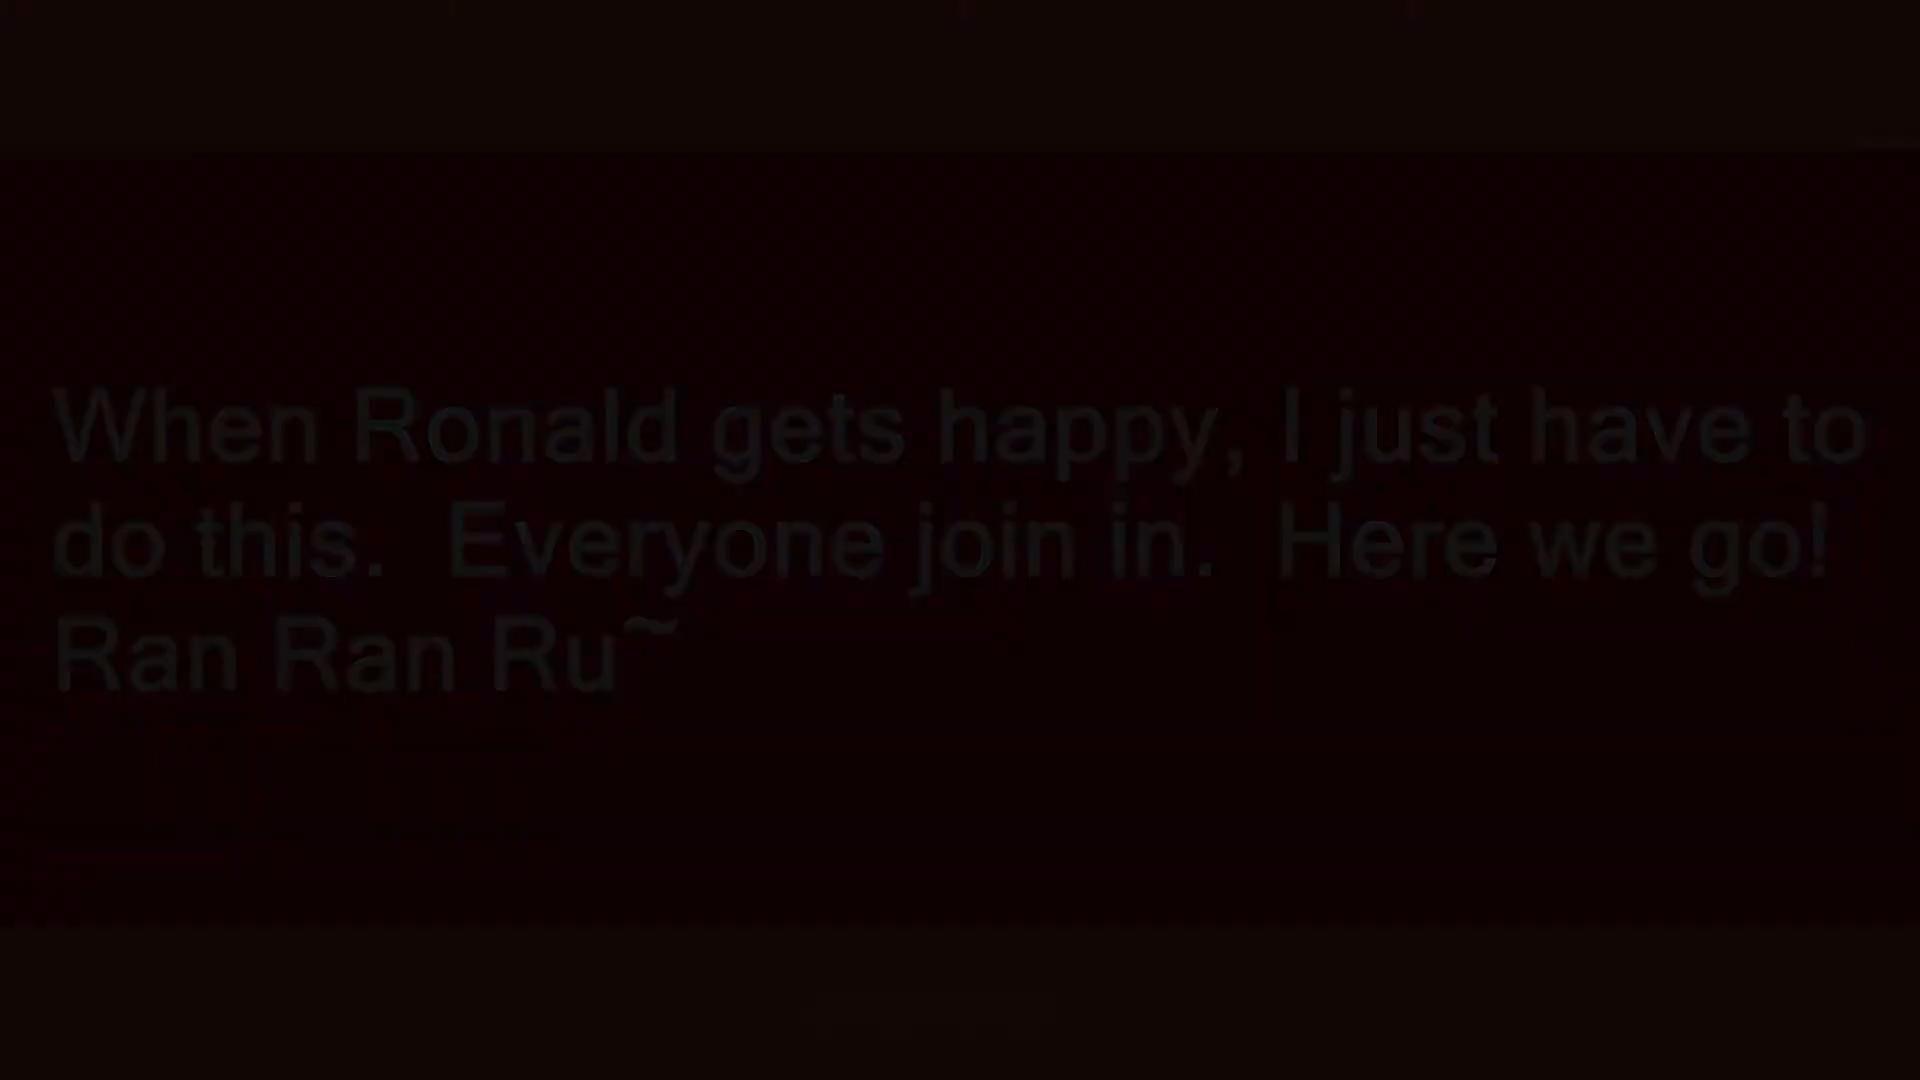 When Ronald gets happy, I just have to
do this.  Everyone join in.  Here we go!
Ran Ran Ru~